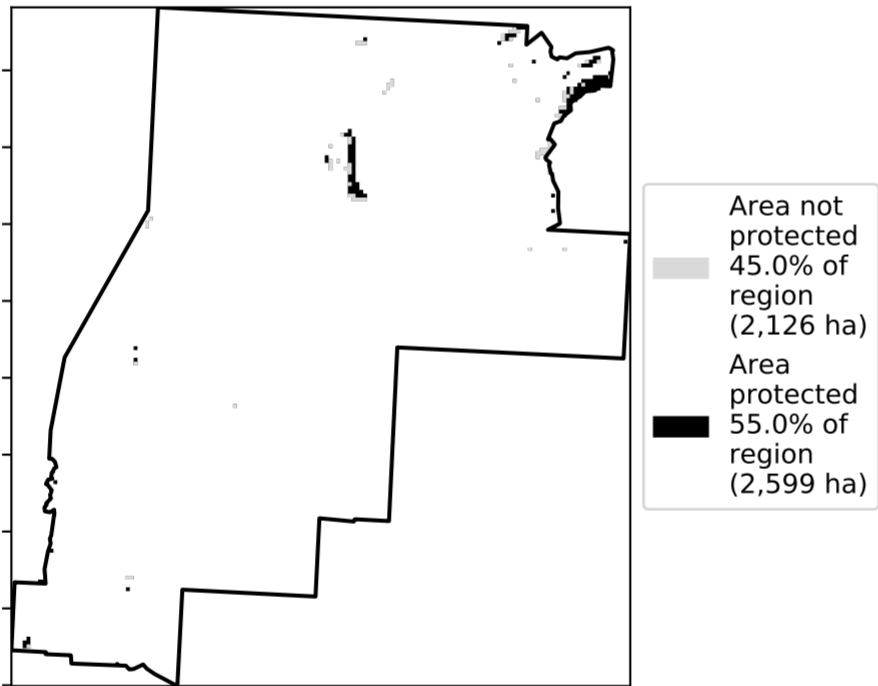 Area not
protected
45.0% of
region
(2,126 ha)
Area
protected
55.0% of
region
(2,599 ha)